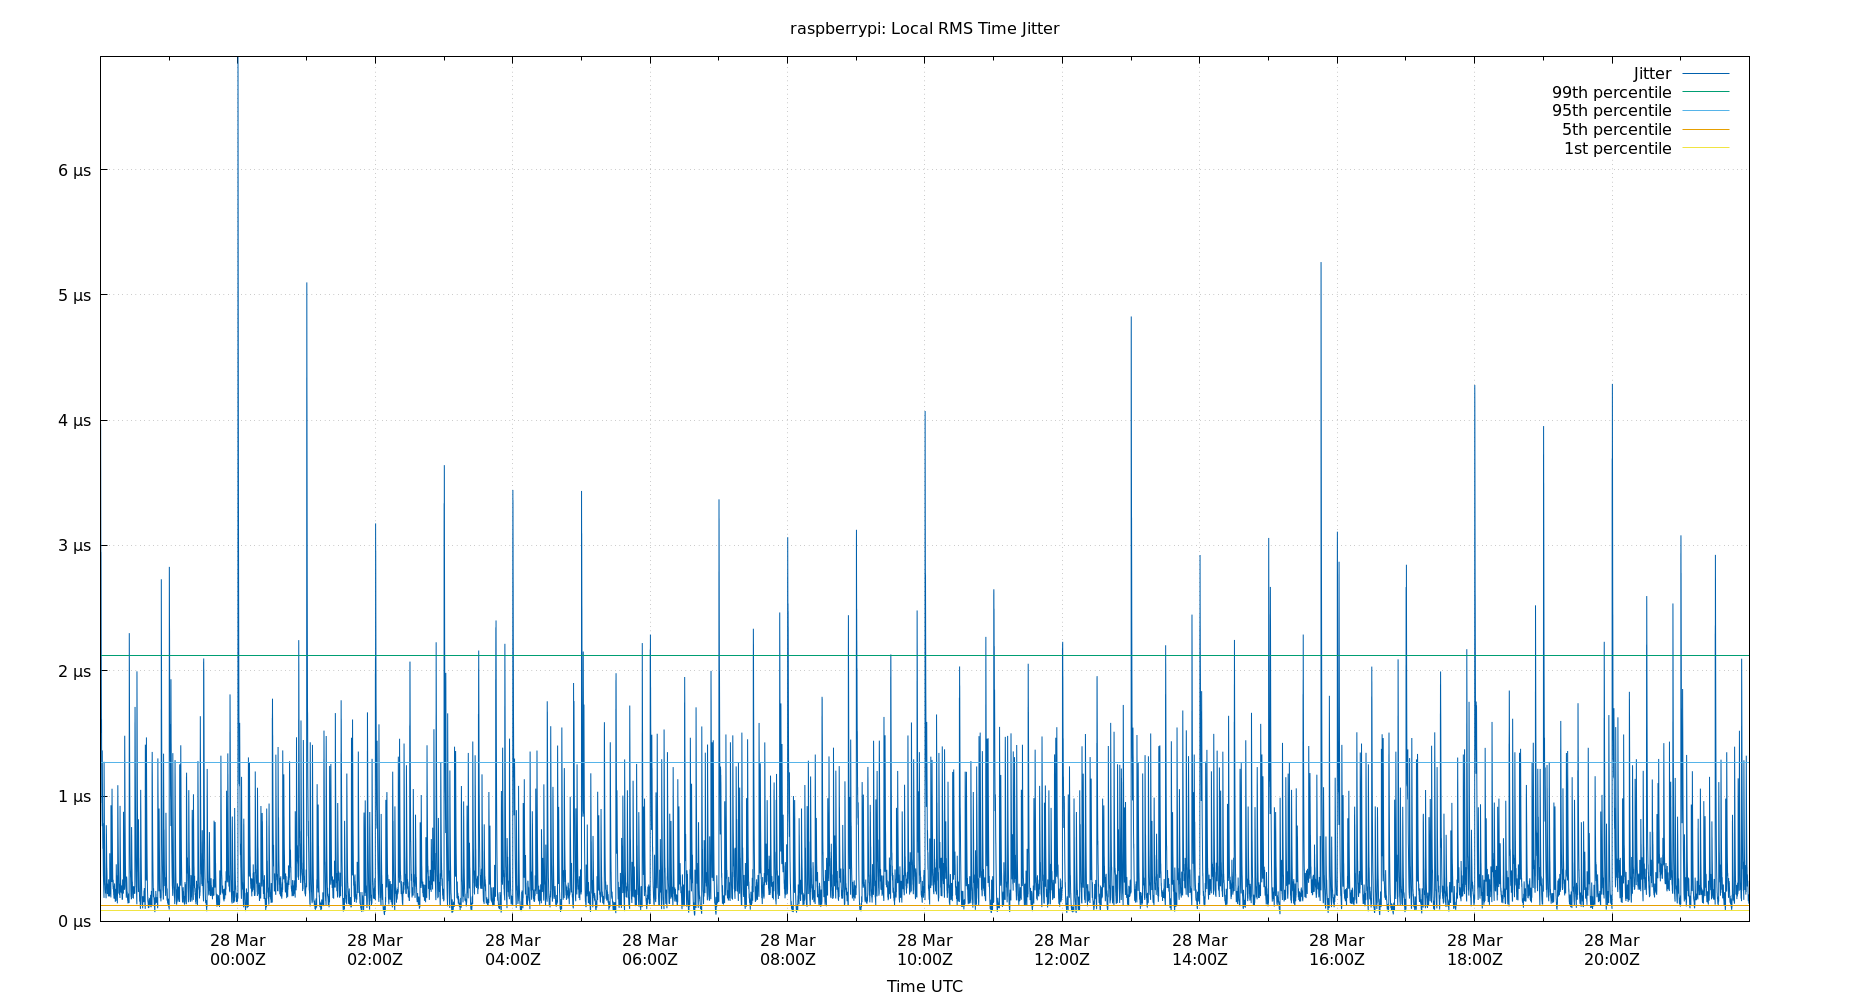 raspberrypi: Local RMS Time Jitter
Jitter
99th percentile
95th percentile
5th percentile
1st percentile
6 µs
5 µs
4 µs
3 µs
2 µs
1 µs
0 µs
28 Mar 28 Mar 28 Mar 28 Mar 28 Mar 28 Mar 28 Mar 28 Mar 28 Mar 28 Mar 28 Mar
00:00Z 02:00Z 04:00Z 06:00Z 08:00Z 10:00Z 12:00Z 14:00Z 16:00Z 18:00Z 20:00Z
Time UTC